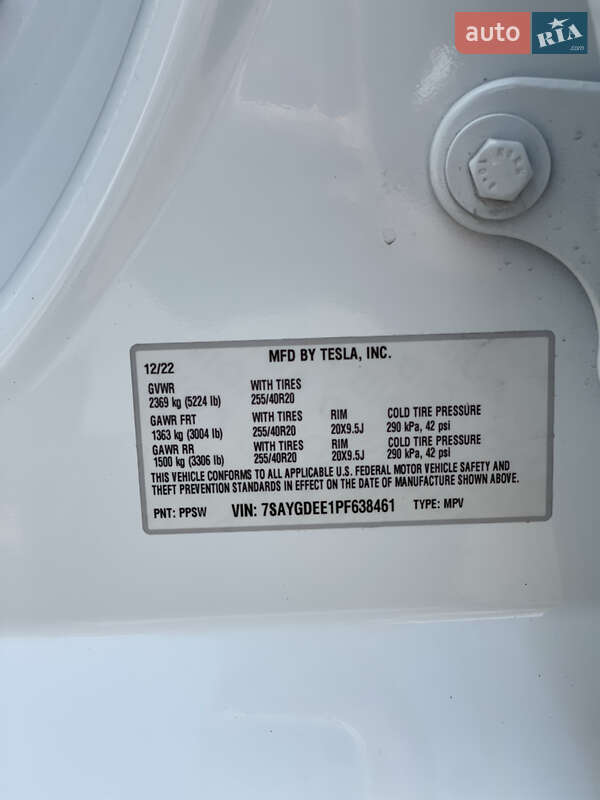 auto RIA.com
MFD BY TESLA, INC.
12/22
GVWR WITH TIRES
2369 kg (5224 lb) 255/40R20
GAWR FRT WITH TIRES RIM COLD TIRE PRESSURE
1363 kg (3004 lb) 255/40R20 20X9.5J 290 kPa, 42 psi
GAWR RR WITH TIRES RIM COLD TIRE PRESSURE
1500 kg (3306 lb) 255/40R20 20X9.5J 290 kPa, 42 psi
THIS VEHICLE CONFORMS TO ALL APPLICABLE U.S. FEDERAL MOTOR VEHICLE SAFETY AND
THEFT PREVENTION STANDARDS IN EFFECT ON THE DATE OF MANUFACTURE SHOWN ABOVE.
PNT: PPSW VIN: 7SAYGDEE1PF638461 TYPE: MPV